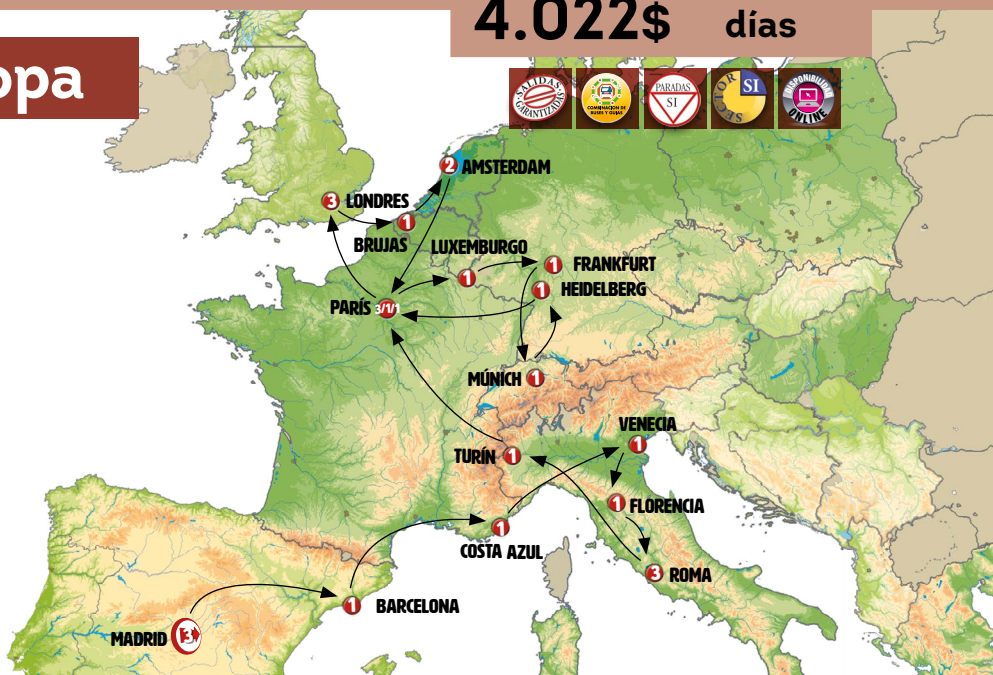 opa
4.022$ días
SALIDAS
GARANTIZADAS
COMBINACIÓN DE
BUSES Y GUÍAS
PARADAS
SI
SECTOR
SI
DISPONIBILIDAD
ONLINE
2 AMSTERDAM
3 LONDRES
1
BRUJAS
LUXEMBURGO
1
1 FRANKFURT
1 HEIDELBERG
PARÍS 3/1/1
MÚNICH 1
VENECIA
1
TURÍN 1
1 FLORENCIA
1
COSTA AZUL
3 ROMA
1 BARCELONA
MADRID 3